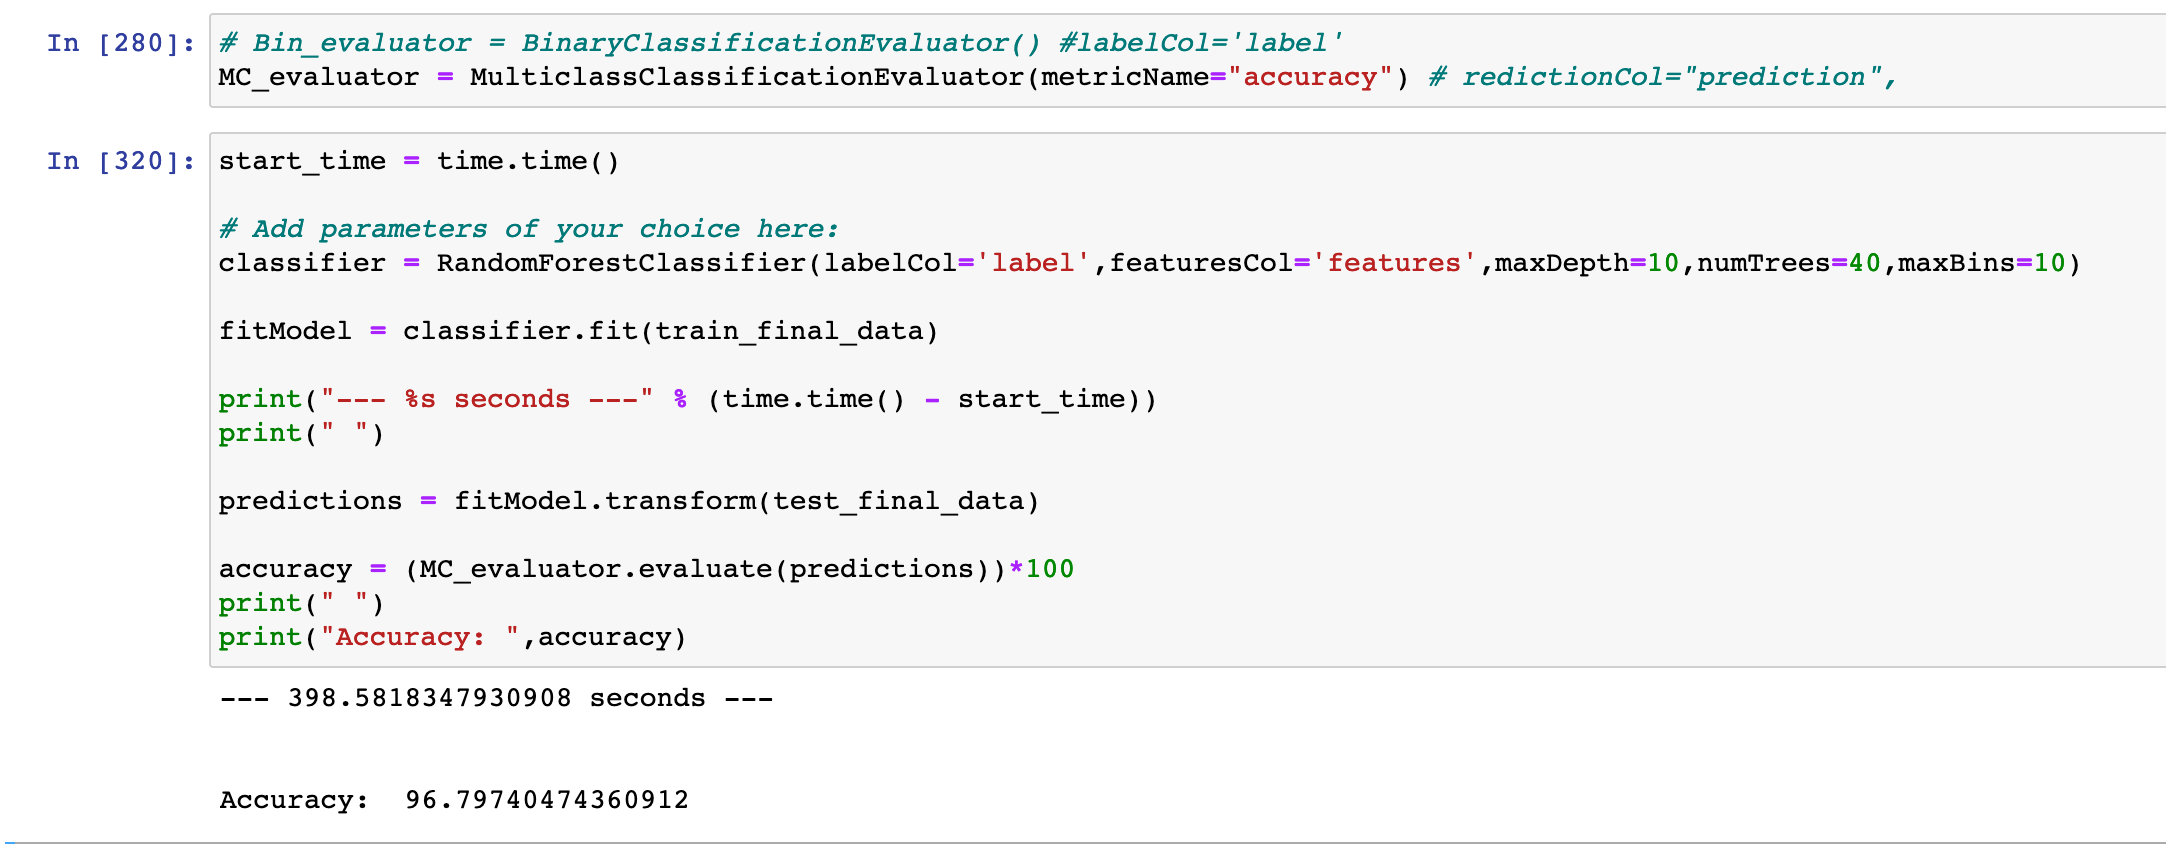 In [280]: # Bin_evaluator = BinaryClassificationEvaluator() #labelCol='label'
MC_evaluator = MulticlassClassificationEvaluator(metricName="accuracy") # redictionCol="prediction",
In [320]: start_time = time.time()
# Add parameters of your choice here:
classifier = RandomForestClassifier(labelCol='label',featuresCol='features',maxDepth=10,numTrees=40,maxBins=10)
fitModel = classifier.fit(train_final_data)
print("--- %s seconds ---" % (time.time() - start_time))
print(" ")
predictions = fitModel.transform(test_final_data)
accuracy = (MC_evaluator.evaluate(predictions))*100
print(" ")
print("Accuracy: ",accuracy)
--- 398.5818347930908 seconds ---
Accuracy:  96.79740474360912